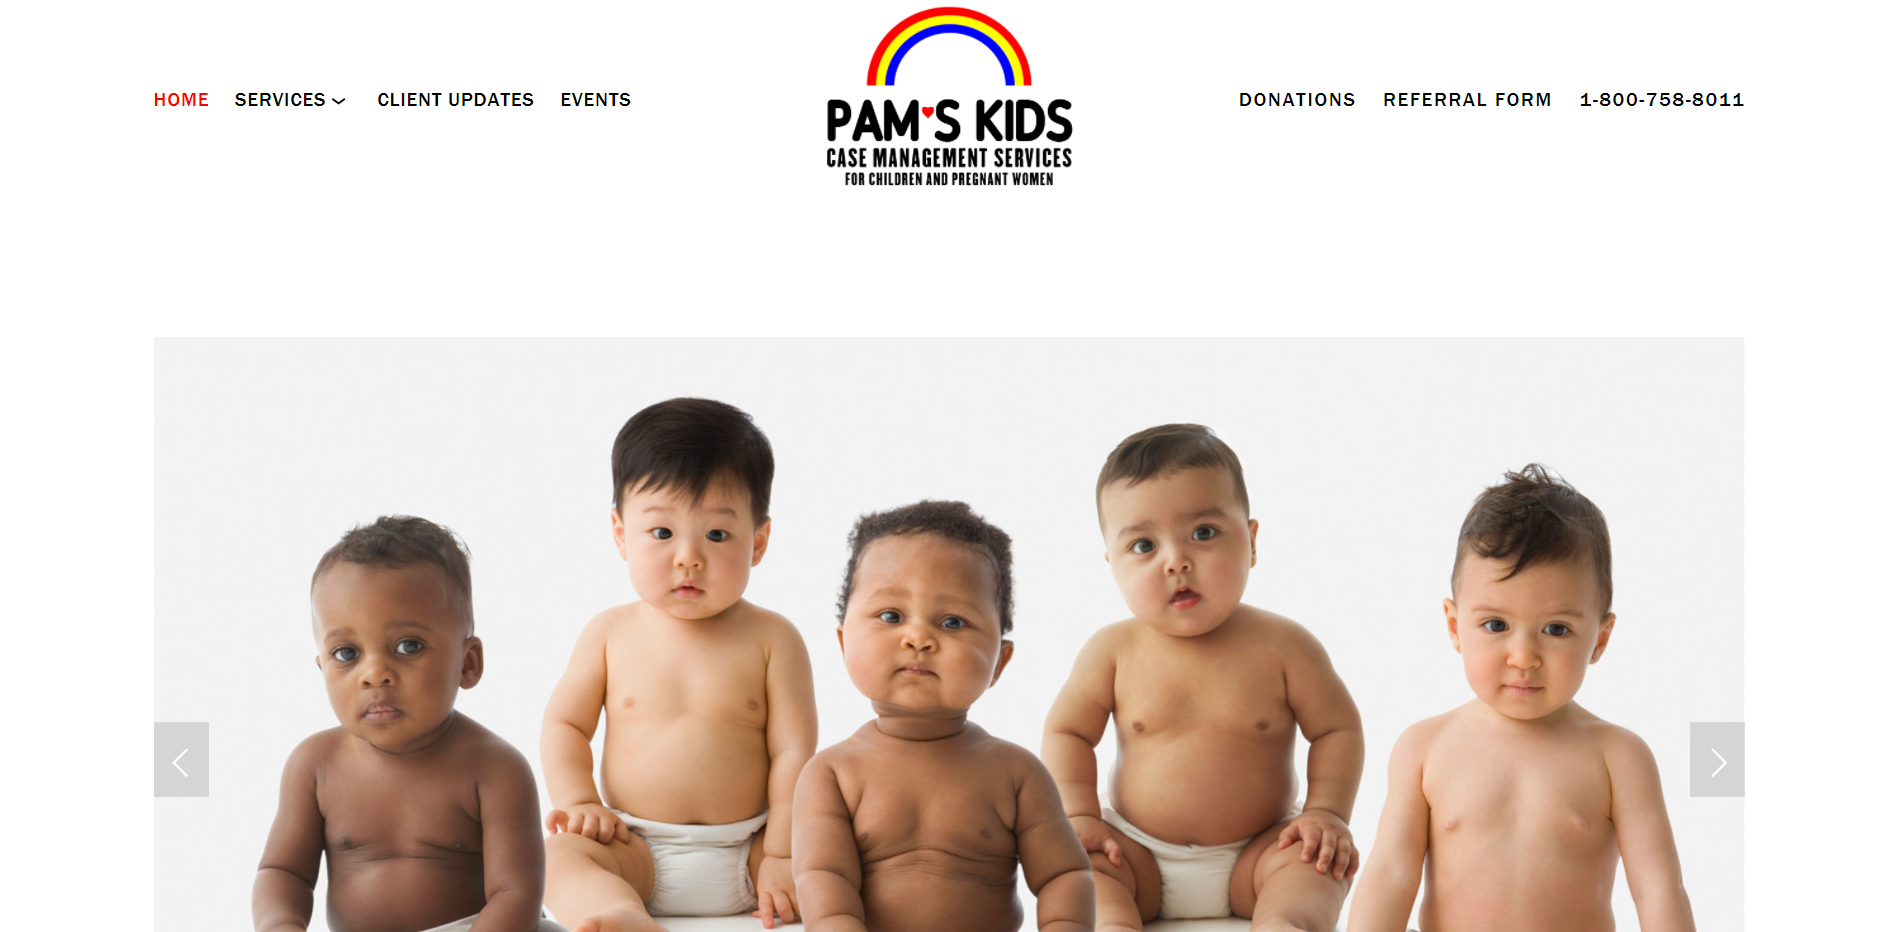 HOME SERVICES CLIENT UPDATES EVENTS
PAM'S KIDS
CASE MANAGEMENT SERVICES
FOR CHILDREN AND PREGNANT WOMEN
DONATIONS REFERRAL FORM 1-800-758-8011